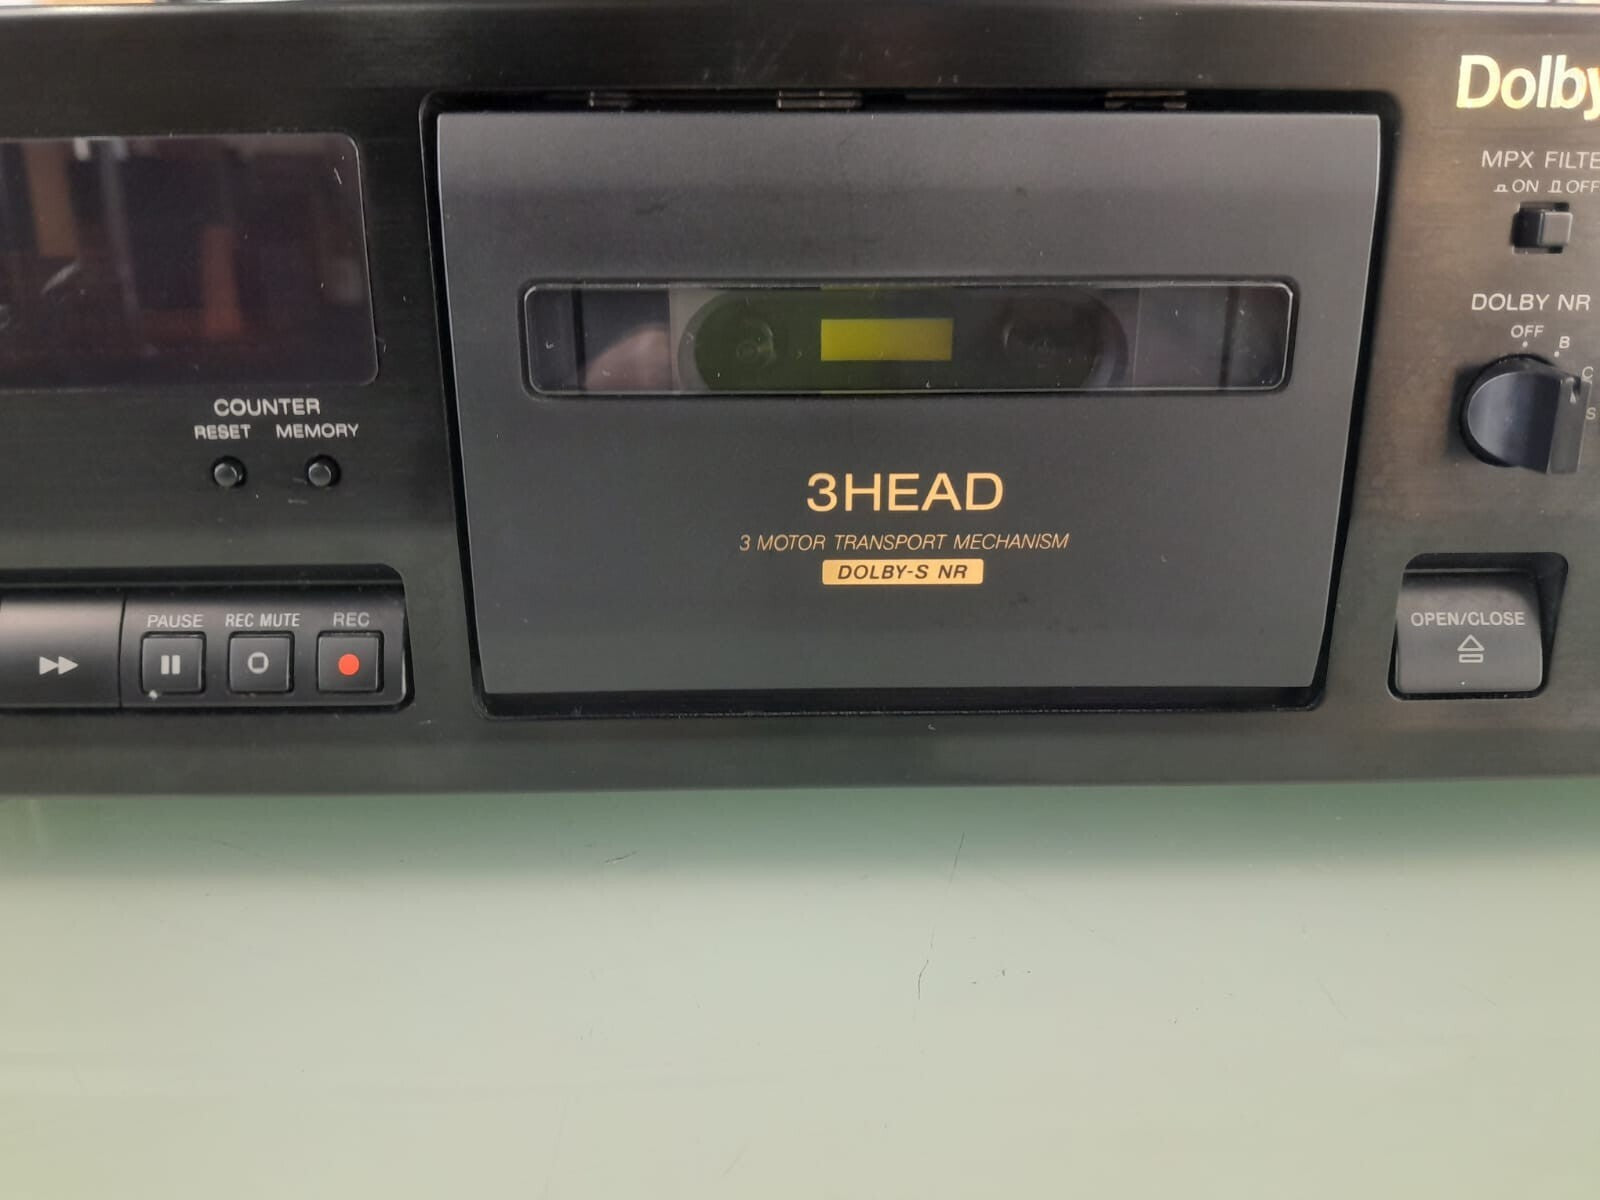 Dolby
MPX FILTE
ON OFF
DOLBY NR
OFF
B
C
S
COUNTER
RESET MEMORY
3HEAD
3 MOTOR TRANSPORT MECHANISM
DOLBY-S NR
PAUSE REC MUTE REC
OPEN/CLOSE